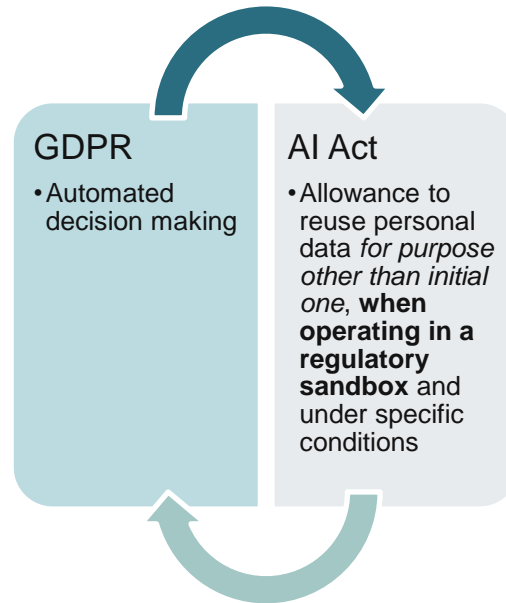 GDPR
•Automated
decision making
AI Act
•Allowance to
reuse personal
data for purpose
other than initial
one, when
operating in a
regulatory
sandbox and
under specific
conditions